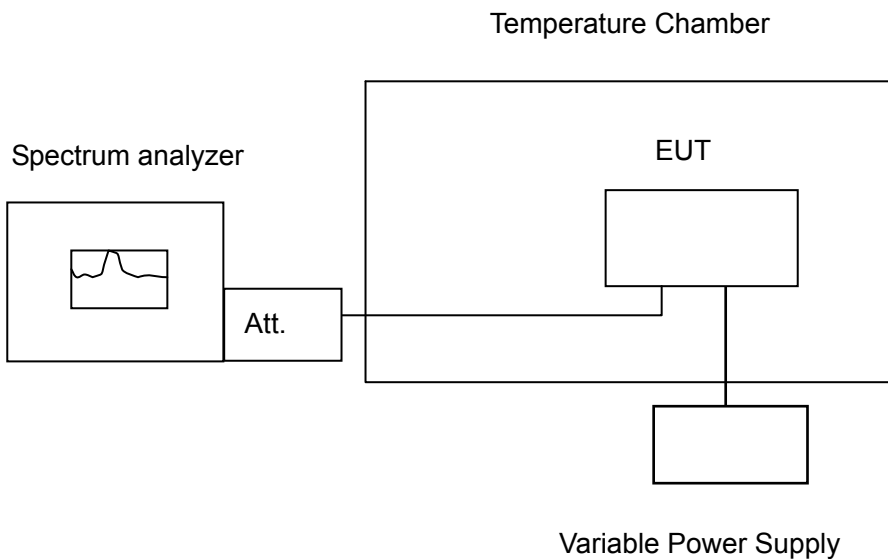 Temperature Chamber
Spectrum analyzer
EUT
Att.
Variable Power Supply